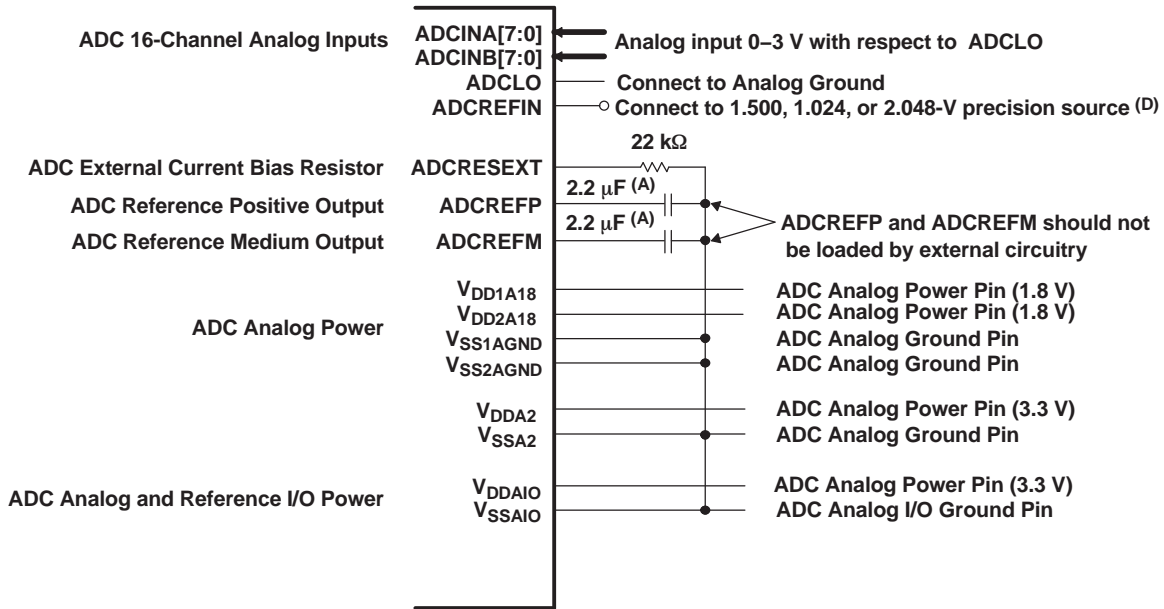 ADC 16-Channel Analog Inputs
ADCINA[7:0]
ADCINB[7:0]
Analog input 0–3 V with respect to ADCLO
ADCLO
Connect to Analog Ground
ADCREFIN
Connect to 1.500, 1.024, or 2.048-V precision source (D)
22 kΩ
ADC External Current Bias Resistor
ADCRESEXT
2.2 μF (A)
ADC Reference Positive Output
ADCREFP
2.2 μF (A)
ADC Reference Medium Output
ADCREFM
ADCREFP and ADCREFM should not
be loaded by external circuitry
ADC Analog Power
VDD1A18
ADC Analog Power Pin (1.8 V)
VDD2A18
ADC Analog Power Pin (1.8 V)
VSS1AGND
ADC Analog Ground Pin
VSS2AGND
ADC Analog Ground Pin
VDDA2
ADC Analog Power Pin (3.3 V)
VSSA2
ADC Analog Ground Pin
ADC Analog and Reference I/O Power
VDDAIO
ADC Analog Power Pin (3.3 V)
VSSAIO
ADC Analog I/O Ground Pin